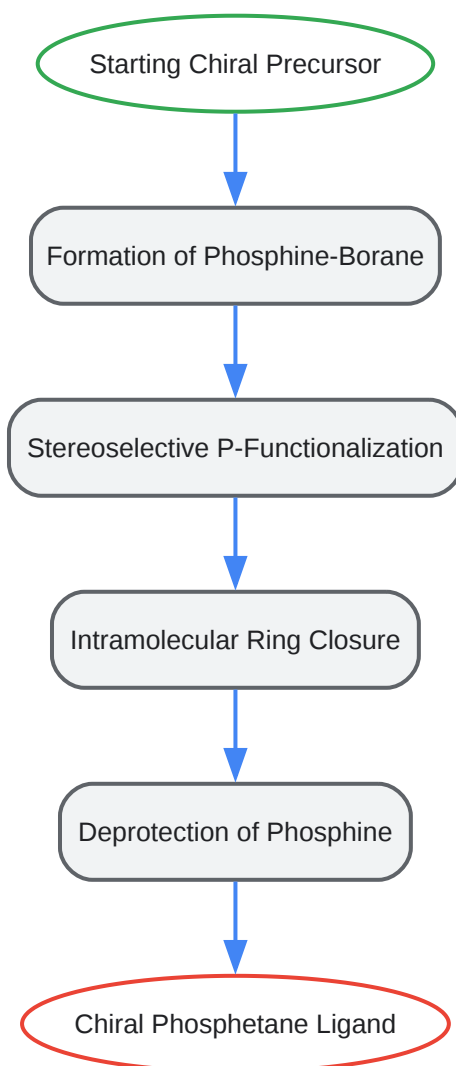 Starting Chiral Precursor
Formation of Phosphine-Borane
Stereoselective P-Functionalization
Intramolecular Ring Closure
Deprotection of Phosphine
Chiral Phosphetane Ligand